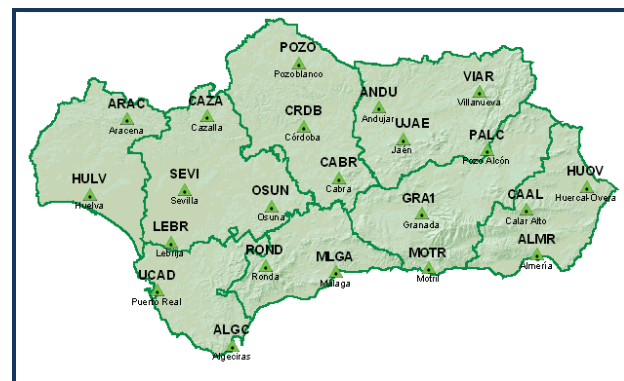 POZO
Pozoblanco
VIAR
Villanueva
ANDU
Andujar
CAZA
Cazalla
ARAC
Aracena
CRDB
Córdoba
UJAE
Jaén
PALC
Pozo Alcón
CABR
Cabra
HUOV
Huercal-Overa
HULV
Huelva
SEVI
Sevilla
OSUN
Osuna
GRA1
Granada
CAAL
Calar Alto
LEBR
Lebrija
ROND
Ronda
MLGA
Málaga
MOTR
Motril
ALMR
Almería
UCAD
Puerto Real
ALGC
Algeciras